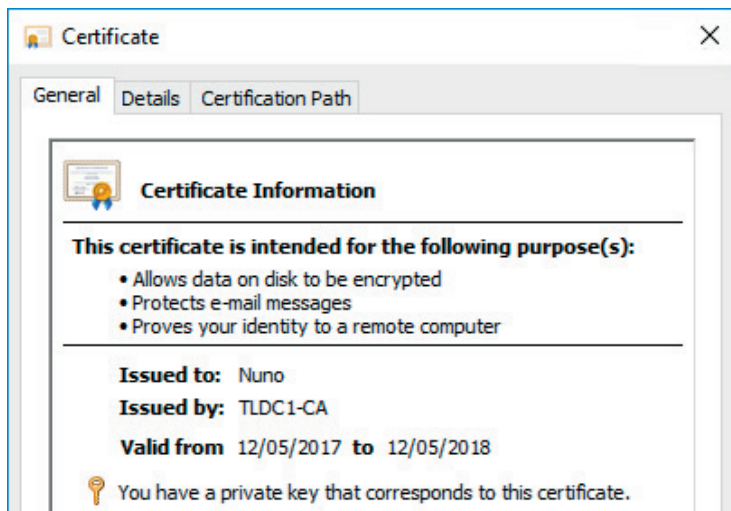 Certificate
General Details Certification Path
Certificate Information
This certificate is intended for the following purpose(s):
• Allows data on disk to be encrypted
• Protects e-mail messages
• Proves your identity to a remote computer
Issued to: Nuno
Issued by: TLDC1-CA
Valid from 12/05/2017 to 12/05/2018
You have a private key that corresponds to this certificate.